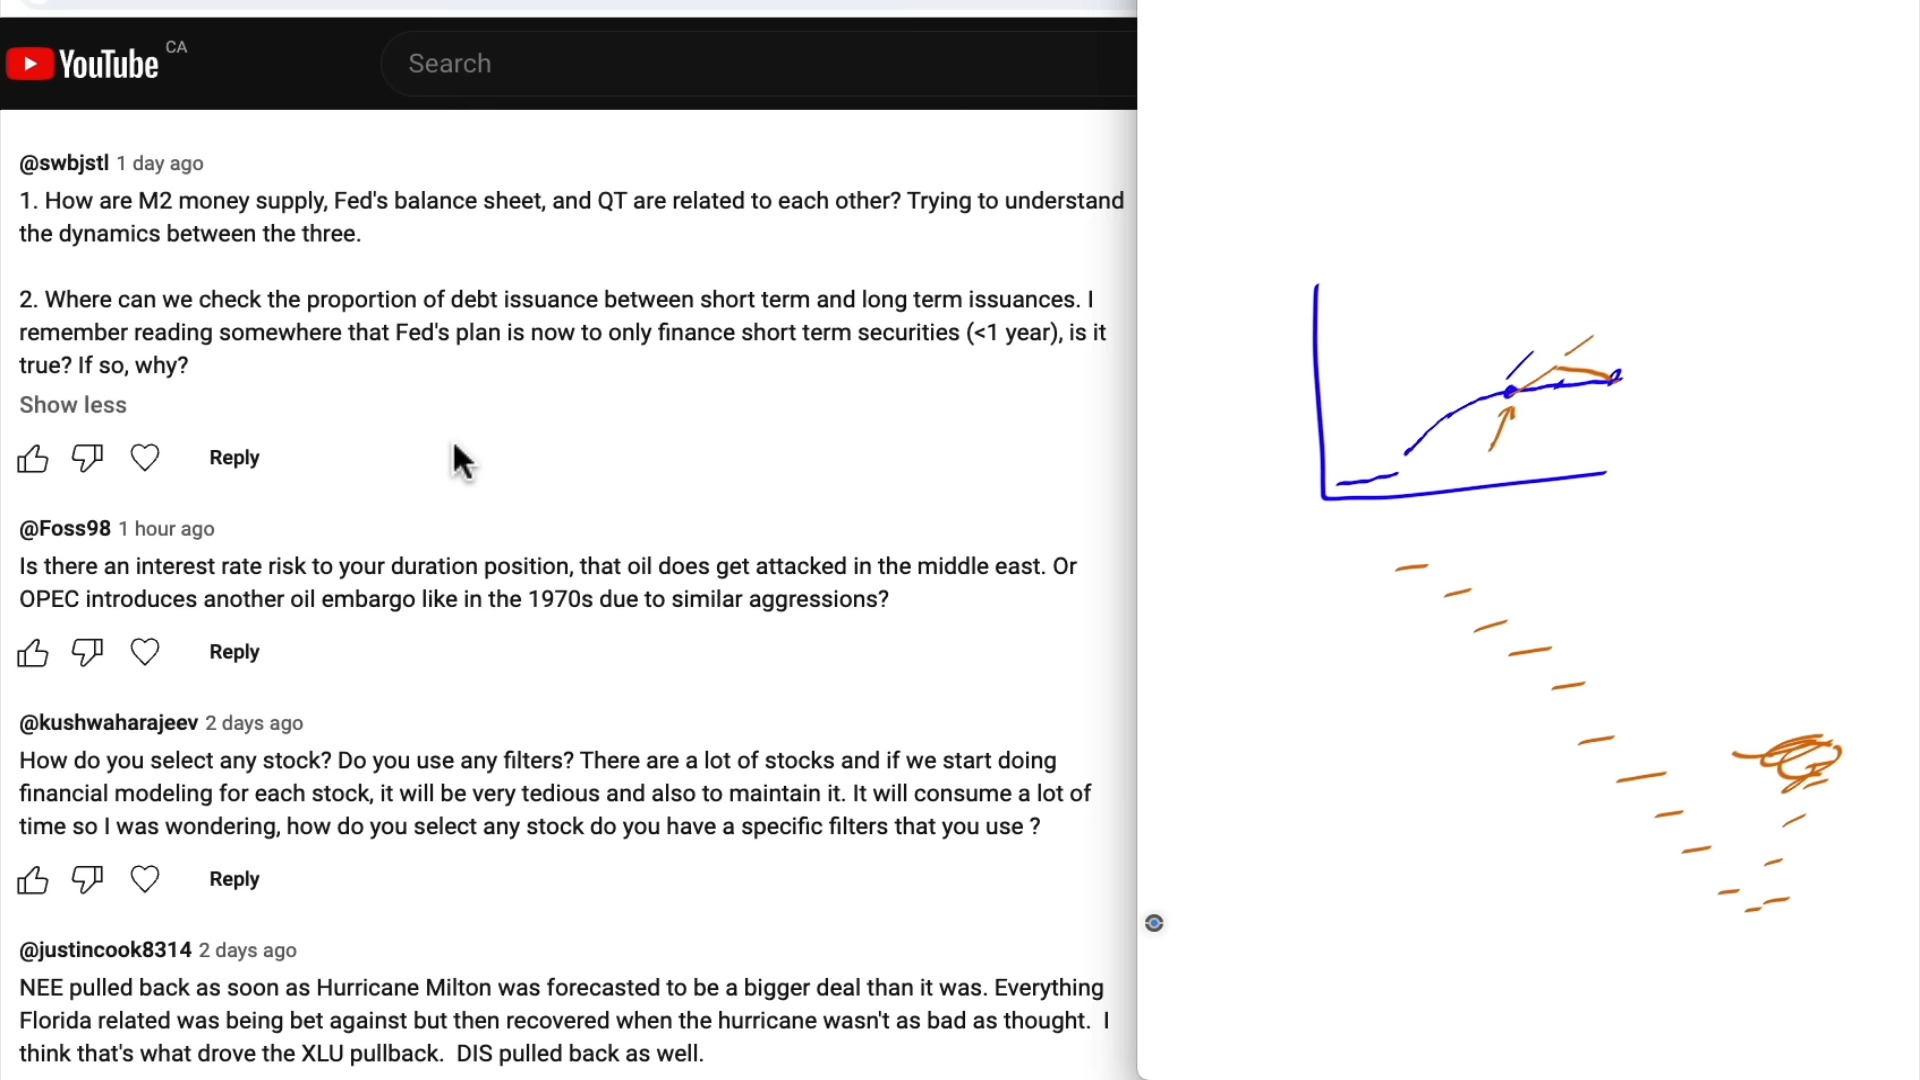 YouTube CA
Search
@swbjstl 1 day ago
1. How are M2 money supply, Fed's balance sheet, and QT are related to each other? Trying to understand
the dynamics between the three.
2. Where can we check the proportion of debt issuance between short term and long term issuances. I
remember reading somewhere that Fed's plan is now to only finance short term securities (<1 year), is it
true? If so, why?
Show less
Reply
@Foss98 1 hour ago
Is there an interest rate risk to your duration position, that oil does get attacked in the middle east. Or
OPEC introduces another oil embargo like in the 1970s due to similar aggressions?
Reply
@kushwaharajeev 2 days ago
How do you select any stock? Do you use any filters? There are a lot of stocks and if we start doing
financial modeling for each stock, it will be very tedious and also to maintain it. It will consume a lot of
time so I was wondering, how do you select any stock do you have a specific filters that you use ?
Reply
@justincook8314 2 days ago
NEE pulled back as soon as Hurricane Milton was forecasted to be a bigger deal than it was. Everything
Florida related was being bet against but then recovered when the hurricane wasn't as bad as thought. I
think that's what drove the XLU pullback. DIS pulled back as well.